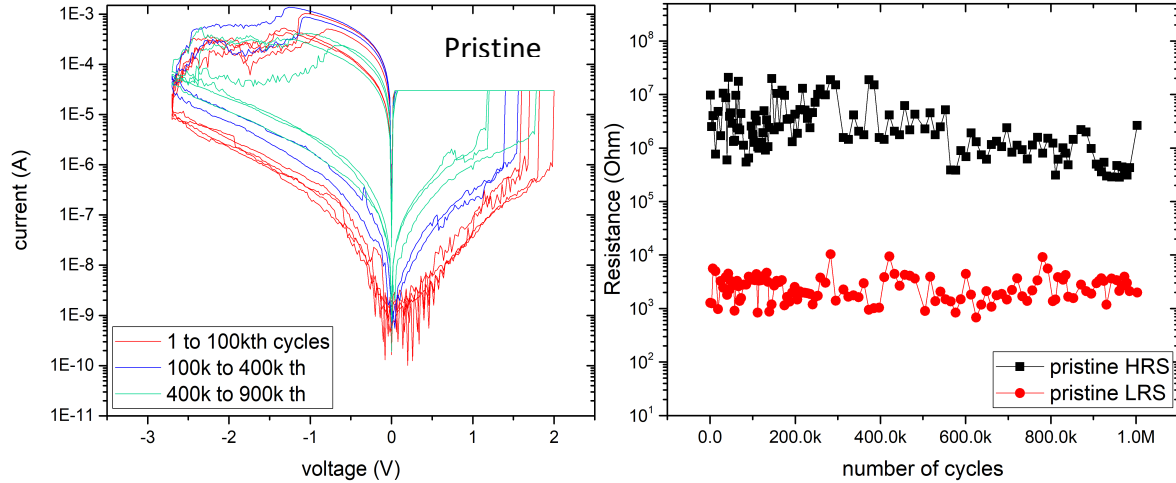 Pristine
1E-3
1E-4
1E-5
1E-6
1E-7
1E-8
1E-9
1E-10
1E-11
current (A)
1 to 100kth cycles
100k to 400k th
400k to 900k th
-3 -2 -1 0 1 2
voltage (V)
10^8
10^7
10^6
10^5
10^4
10^3
10^2
10^1
Resistance (Ohm)
pristine HRS
pristine LRS
0.0 200.0k 400.0k 600.0k 800.0k 1.0M
number of cycles